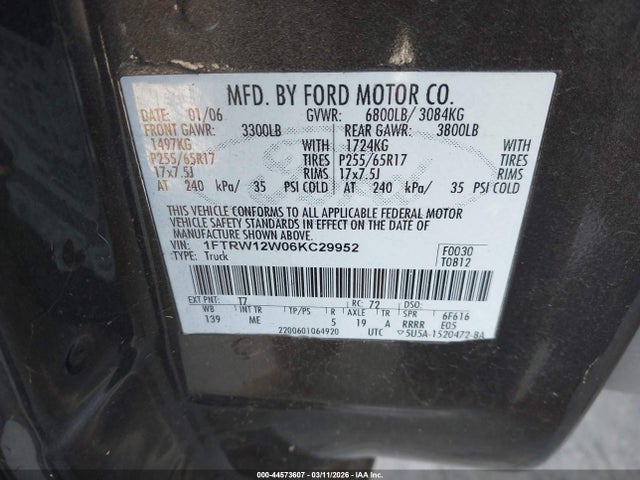 MFD. BY FORD MOTOR CO.
DATE: 01/06 GVWR: 6800LB/ 3084KG
FRONT GAWR: 3300LB REAR GAWR: 3800LB
1497KG WITH 1724KG WITH
P255/65R17 TIRES P255/65R17 TIRES
17x7.5J RIMS 17x7.5J RIMS
AT 240 kPa/ 35 PSI COLD AT 240 kPa/ 35 PSI COLD
THIS VEHICLE CONFORMS TO ALL APPLICABLE FEDERAL MOTOR
VEHICLE SAFETY STANDARDS IN EFFECT ON THE DATE OF
MANUFACTURE SHOWN ABOVE.
VIN: 1FTRW12W06KC29952 F0030
TYPE: Truck T0812
EXT PNT: T7 RC: 72 DSO:
WB INT TR TP/PS R AXLE TR SPR 6F616
139 ME 5 19 A RRRR E05
2200601064920 UTC 5U5A-1520472-BA
000-44573607 - 03/11/2026 - IAA Inc.